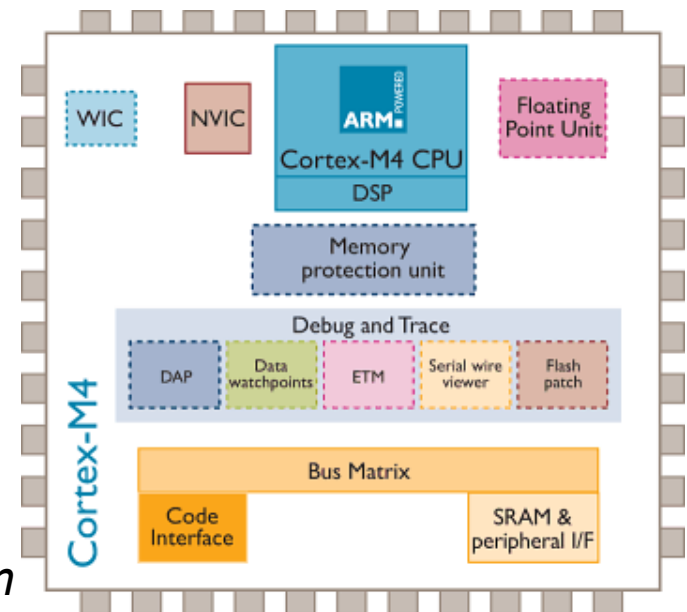 WIC
NVIC
ARM
POWERED
Cortex-M4 CPU
DSP
Floating
Point Unit
Memory
protection unit
Debug and Trace
DAP
Data
watchpoints
ETM
Serial wire
viewer
Flash
patch
Cortex-M4
Bus Matrix
Code
Interface
SRAM &
peripheral I/F
n